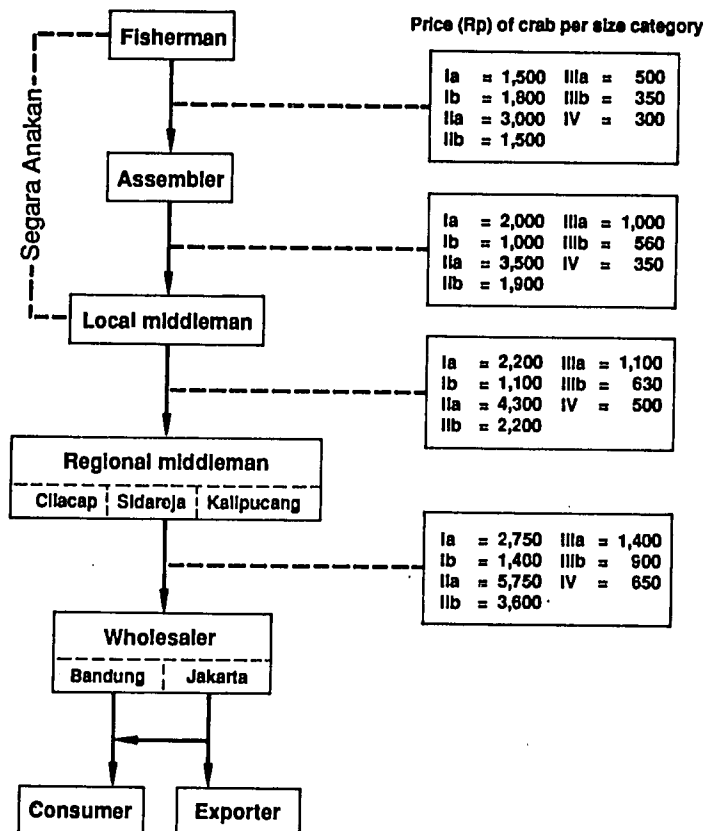 Price (Rp) of crab per size category
Fisherman
Ia = 1,500 IIIa = 500
Ib = 1,800 IIIb = 350
IIa = 3,000 IV = 300
IIb = 1,500
Segara Anakan
Assembler
Ia = 2,000 IIIa = 1,000
Ib = 1,000 IIIb = 560
IIa = 3,500 IV = 350
IIb = 1,900
Local middleman
Ia = 2,200 IIIa = 1,100
Ib = 1,100 IIIb = 630
IIa = 4,300 IV = 500
IIb = 2,200
Regional middleman
Cilacap Sidareja Kalipucang
Ia = 2,750 IIIa = 1,400
Ib = 1,400 IIIb = 900
IIa = 5,750 IV = 650
IIb = 3,600
Wholesaler
Bandung Jakarta
Consumer Exporter